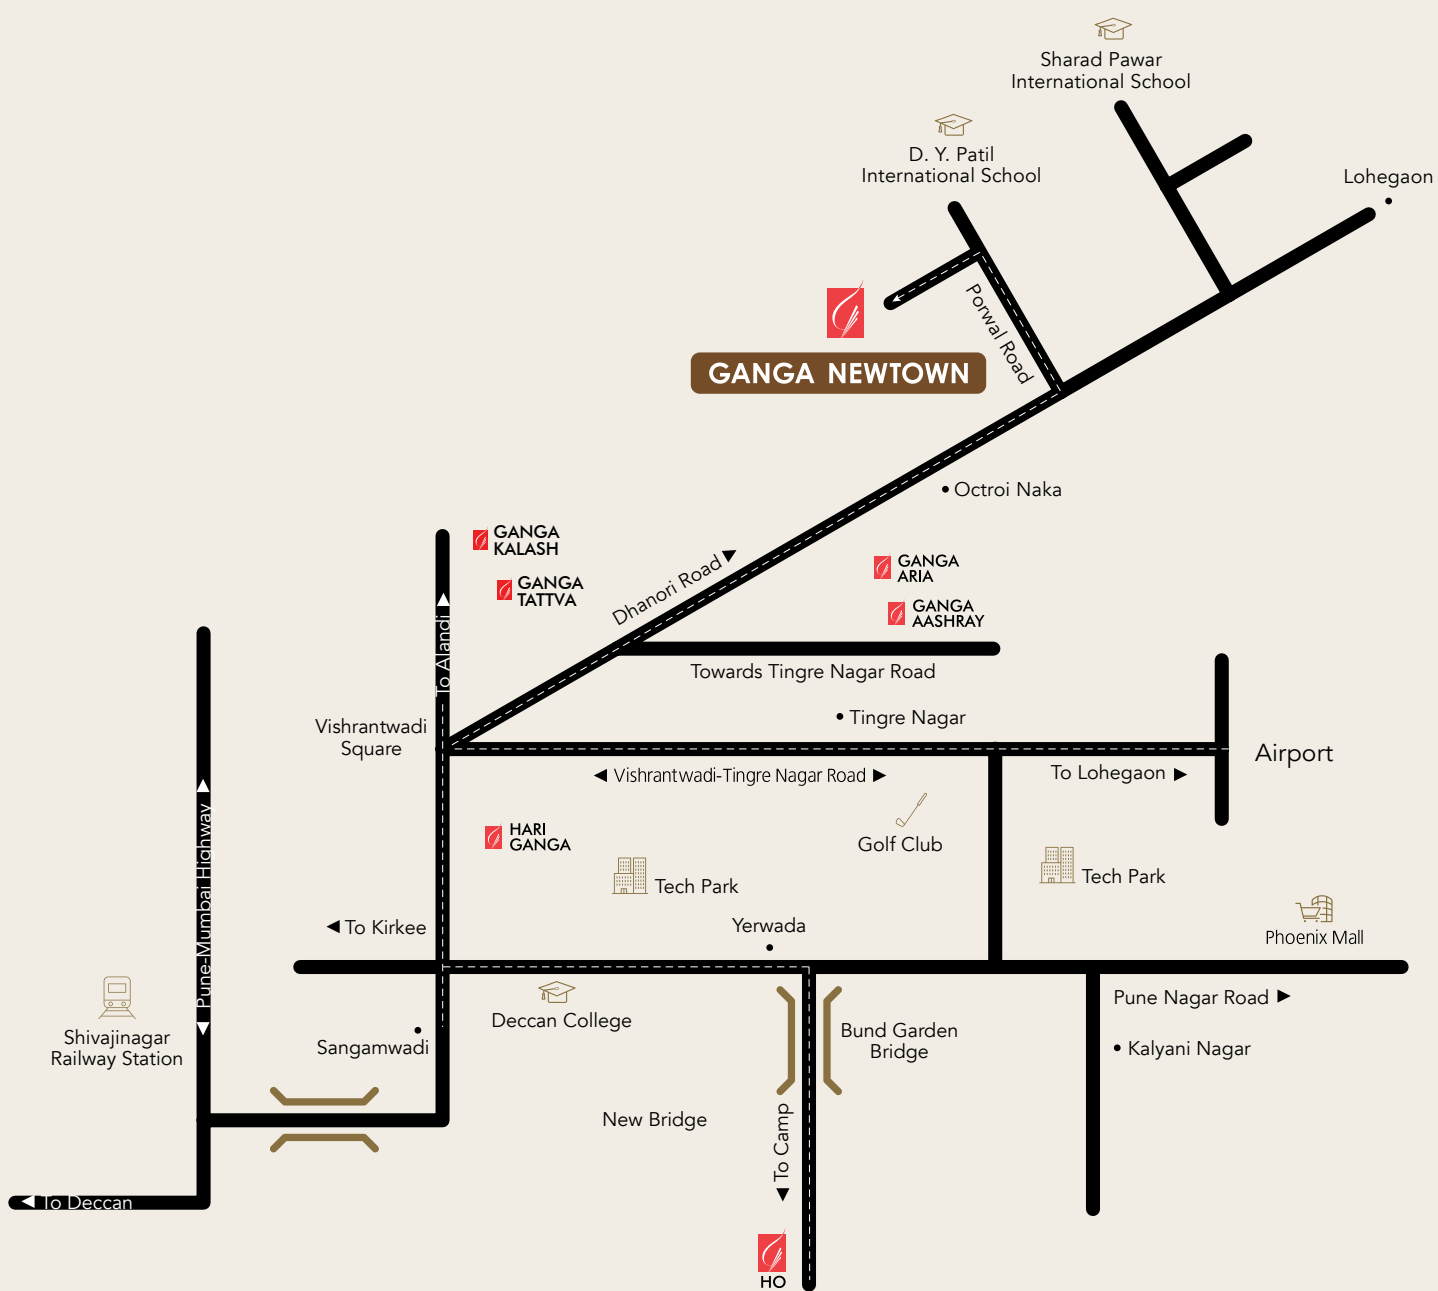 Sharad Pawar
International School
D. Y. Patil
International School
Lohegaon
Porwal Road
GANGA NEWTOWN
Octroi Naka
GANGA
KALASH
GANGA
TATTVA
Dhanori Road
GANGA
ARIA
GANGA
AASHRAY
To Alandi
Towards Tingre Nagar Road
Tingre Nagar
Vishrantwadi
Square
Airport
Vishrantwadi-Tingre Nagar Road
To Lohegaon
HARI
GANGA
Golf Club
Tech Park
Tech Park
Pune-Mumbai Highway
To Kirkee
Yerwada
Phoenix Mall
Pune Nagar Road
Deccan College
Bund Garden
Bridge
Shivajinagar
Railway Station
Sangamwadi
Kalyani Nagar
New Bridge
To Camp
To Deccan
HO